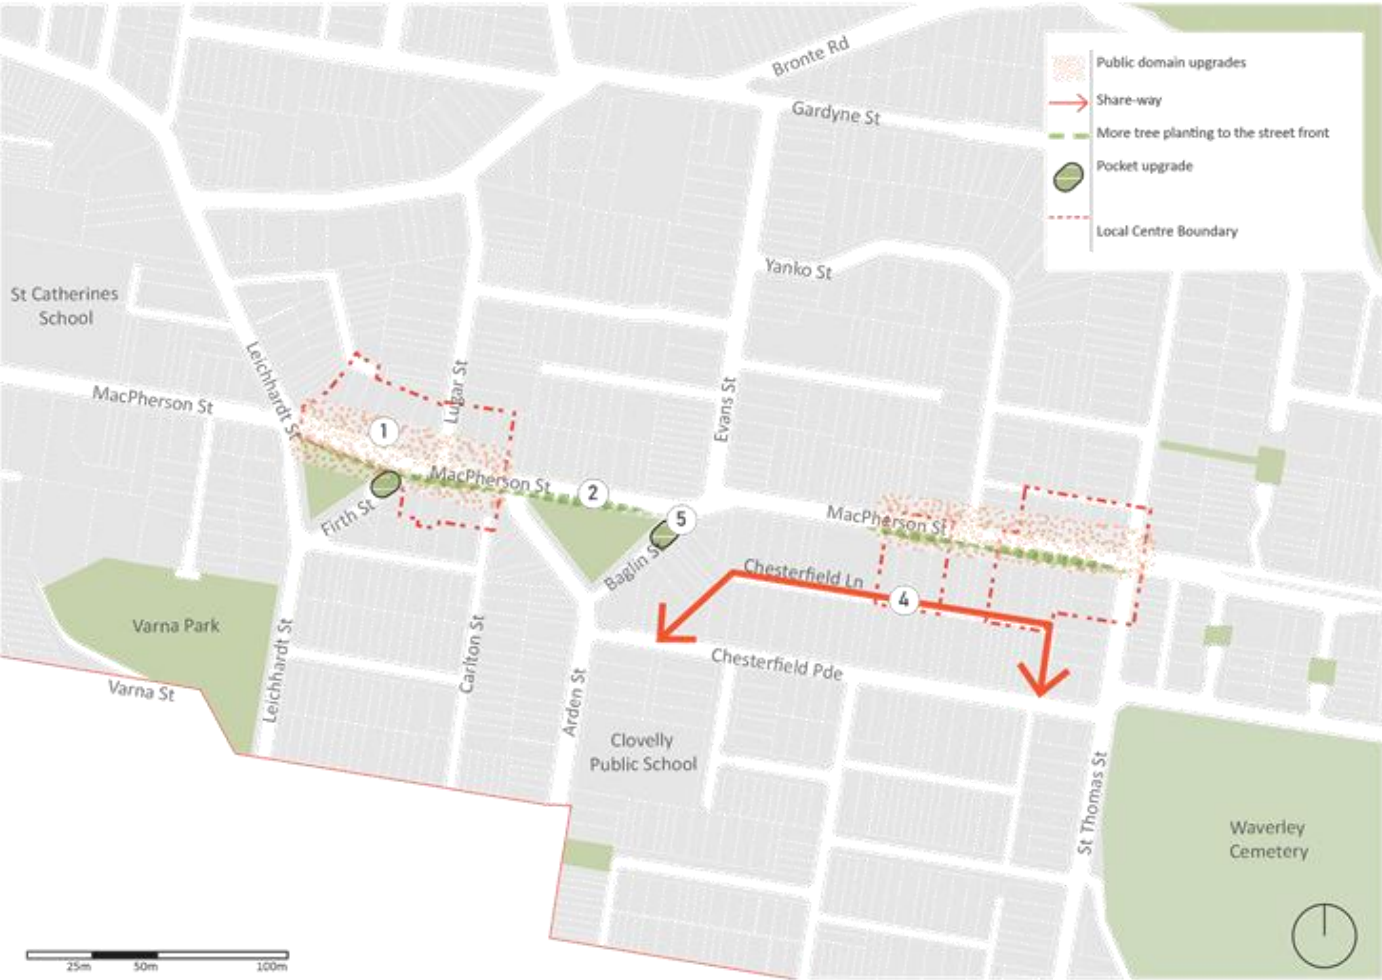 Bronte Rd
Gardyne St
Public domain upgrades
Share-way
More tree planting to the street front
Pocket upgrade
Local Centre Boundary
Yanko St
St Catherines
School
Leichhardt St
MacPherson St
Lugar St
Evans St
1
MacPherson St
2
5
MacPherson St
Firth St
Baglin St
Chesterfield Ln
4
Varna Park
Chesterfield Pde
Varna St
Leichhardt St
Carlton St
Arden St
Clovelly
Public School
St Thomas St
Waverley
Cemetery
25m 50m 100m